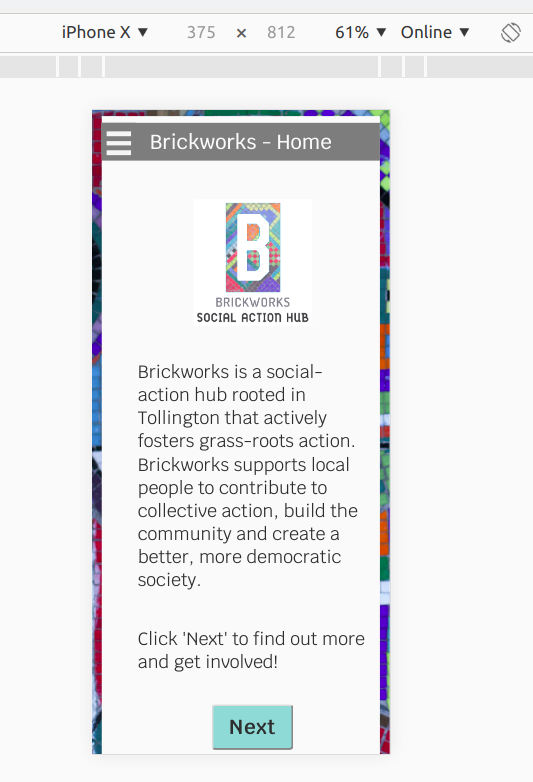 iPhone X ▼ 375 × 812 61% ▼ Online ▼
Brickworks - Home
B
BRICKWORKS
SOCIAL ACTION HUB
Brickworks is a social-
action hub rooted in
Tollington that actively
fosters grass-roots action.
Brickworks supports local
people to contribute to
collective action, build the
community and create a
better, more democratic
society.
Click 'Next' to find out more
and get involved!
Next